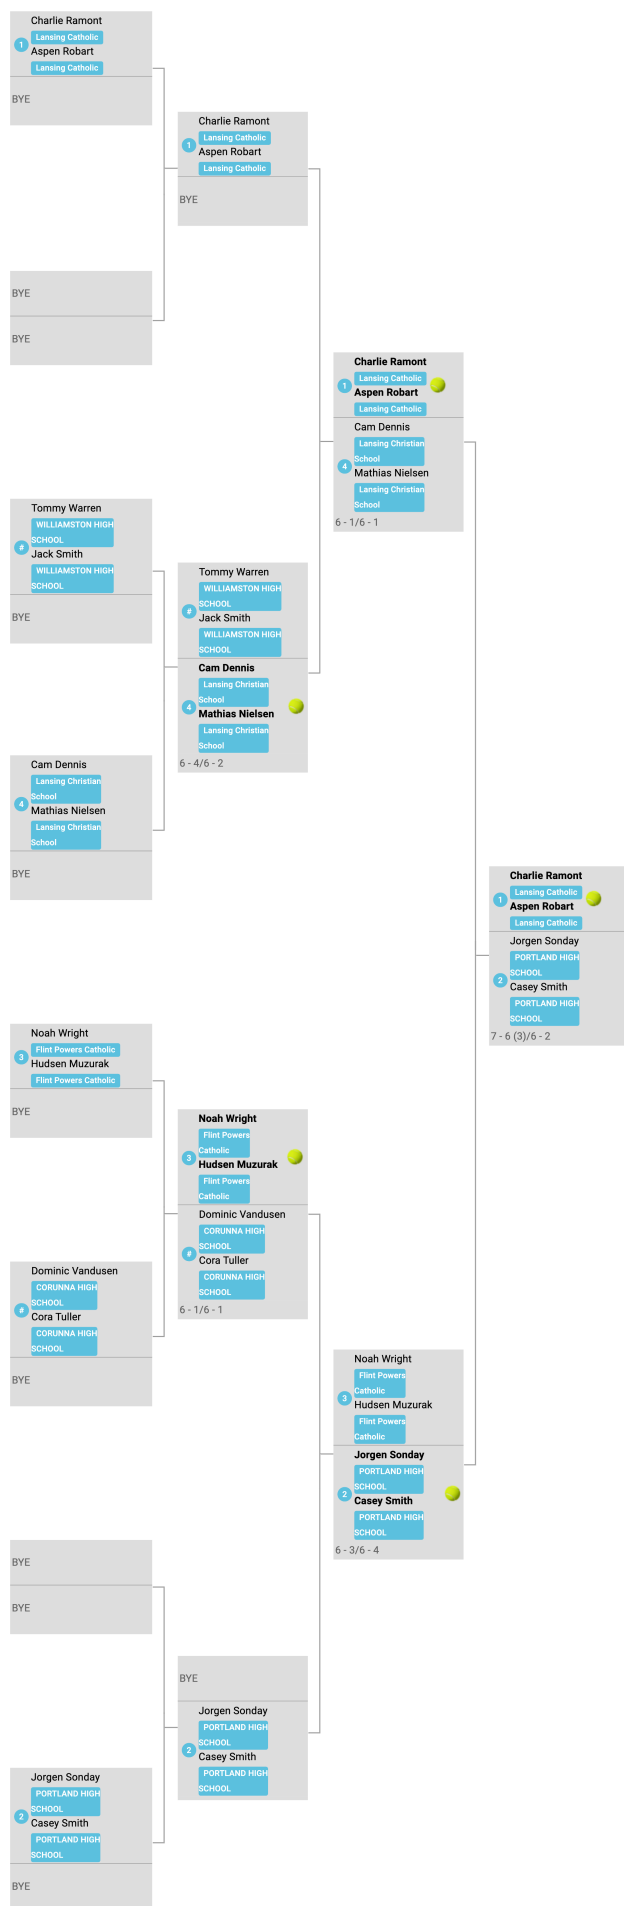 Charlie Ramont
1
Lansing Catholic
Aspen Robart
Lansing Catholic
BYE
Charlie Ramont
1
Lansing Catholic
Aspen Robart
Lansing Catholic
BYE
BYE
BYE
Charlie Ramont
1
Lansing Catholic
Aspen Robart
Lansing Catholic
Cam Dennis
4
Lansing Christian
School
Mathias Nielsen
Lansing Christian
School
6 - 1/6 - 1
Tommy Warren
#
WILLIAMSTON HIGH
SCHOOL
Jack Smith
WILLIAMSTON HIGH
SCHOOL
BYE
Tommy Warren
#
WILLIAMSTON HIGH
SCHOOL
Jack Smith
WILLIAMSTON HIGH
SCHOOL
Cam Dennis
4
Lansing Christian
School
Mathias Nielsen
Lansing Christian
School
6 - 4/6 - 2
Cam Dennis
4
Lansing Christian
School
Mathias Nielsen
Lansing Christian
School
BYE
Charlie Ramont
1
Lansing Catholic
Aspen Robart
Lansing Catholic
Jorgen Sonday
2
PORTLAND HIGH
SCHOOL
Casey Smith
PORTLAND HIGH
SCHOOL
7 - 6 (3)/6 - 2
Noah Wright
3
Flint Powers Catholic
Hudsen Muzurak
Flint Powers Catholic
BYE
Noah Wright
3
Flint Powers
Catholic
Hudsen Muzurak
Flint Powers
Catholic
Dominic Vandusen
#
CORUNNA HIGH
SCHOOL
Cora Tuller
CORUNNA HIGH
SCHOOL
6 - 1/6 - 1
Dominic Vandusen
#
CORUNNA HIGH
SCHOOL
Cora Tuller
CORUNNA HIGH
SCHOOL
BYE
Noah Wright
3
Flint Powers
Catholic
Hudsen Muzurak
Flint Powers
Catholic
Jorgen Sonday
2
PORTLAND HIGH
SCHOOL
Casey Smith
PORTLAND HIGH
SCHOOL
6 - 3/6 - 4
BYE
BYE
BYE
Jorgen Sonday
2
PORTLAND HIGH
SCHOOL
Casey Smith
PORTLAND HIGH
SCHOOL
Jorgen Sonday
2
PORTLAND HIGH
SCHOOL
Casey Smith
PORTLAND HIGH
SCHOOL
BYE